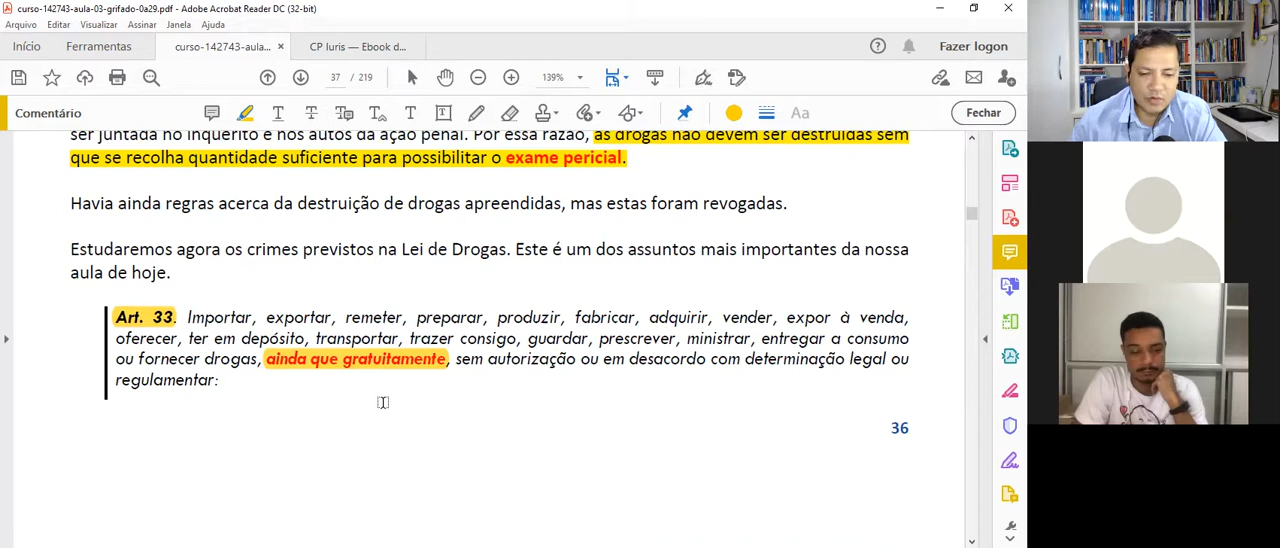 curso-142743-aula-03-grifado-0a29.pdf - Adobe Acrobat Reader DC (32-bit)
Arquivo Editar Visualizar Assinar Janela Ajuda
Início Ferramentas curso-142743-aula... × CP Iuris — Ebook d... Fazer logon
37 / 219 139%
Comentário Aa Fechar
ser juntada no inquérito e nos autos da ação penal. Por essa razão, as drogas não devem ser destruídas sem
que se recolha quantidade suficiente para possibilitar o exame pericial.
Havia ainda regras acerca da destruição de drogas apreendidas, mas estas foram revogadas.
Estudaremos agora os crimes previstos na Lei de Drogas. Este é um dos assuntos mais importantes da nossa
aula de hoje.
Art. 33. Importar, exportar, remeter, preparar, produzir, fabricar, adquirir, vender, expor à venda,
oferecer, ter em depósito, transportar, trazer consigo, guardar, prescrever, ministrar, entregar a consumo
ou fornecer drogas, ainda que gratuitamente, sem autorização ou em desacordo com determinação legal ou
regulamentar:
36